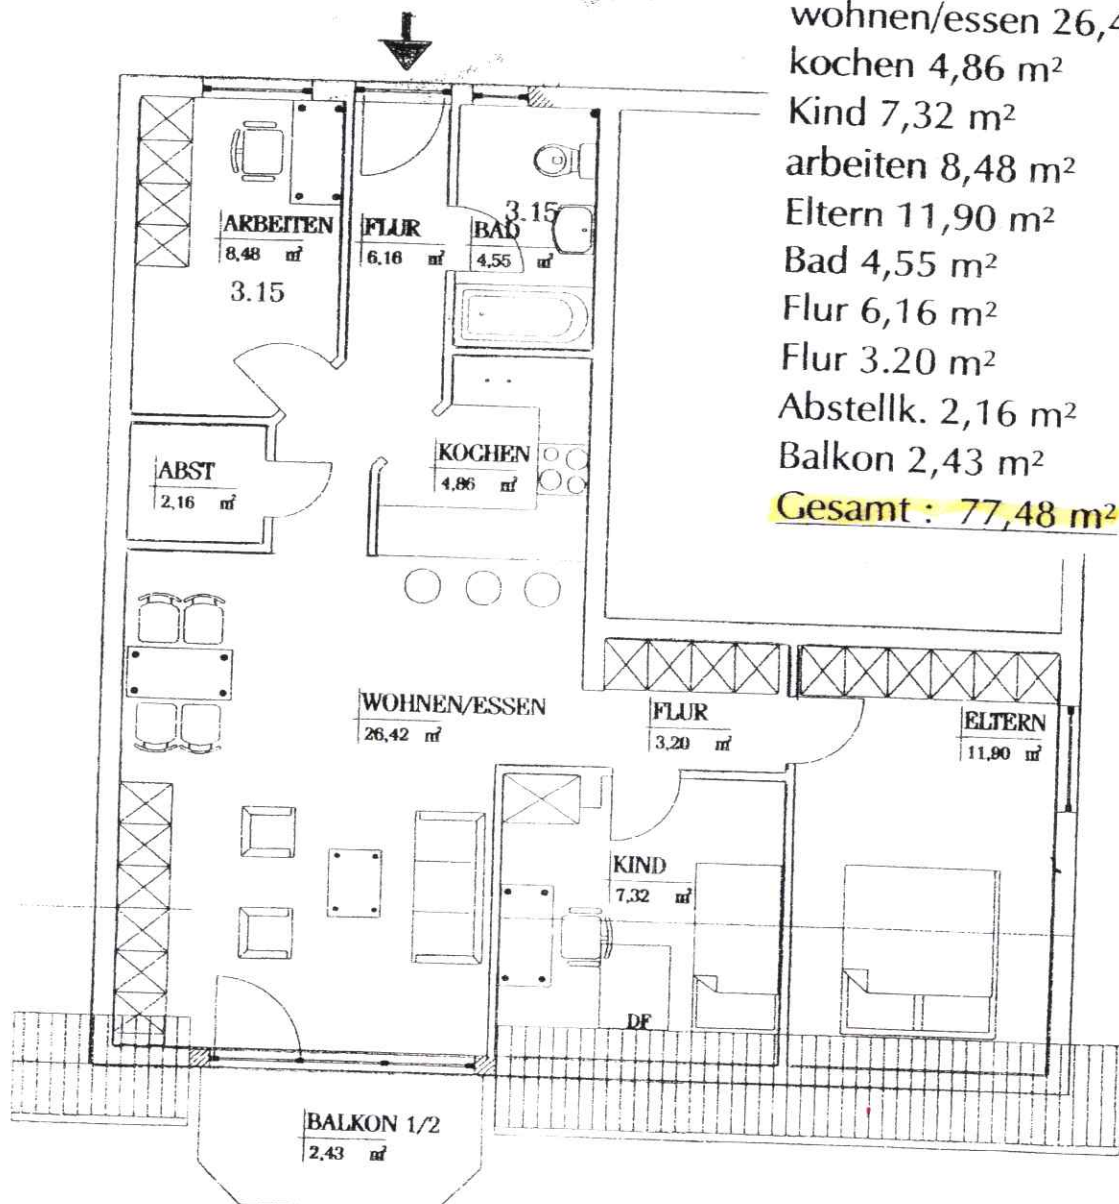 wohnen/essen 26,4
kochen 4,86 m²
Kind 7,32 m²
arbeiten 8,48 m²
Eltern 11,90 m²
Bad 4,55 m²
Flur 6,16 m²
Flur 3.20 m²
Abstellk. 2,16 m²
Balkon 2,43 m²
Gesamt : 77,48 m²
ARBEITEN
8,48 m²
3.15
FLUR
6,16 m²
3.15
BAD
4,55 m²
KOCHEN
4,86 m²
ABST
2,16 m²
WOHNEN/ESSEN
26,42 m²
FLUR
3,20 m²
ELTERN
11,90 m²
KIND
7,32 m²
DF
BALKON 1/2
2,43 m²